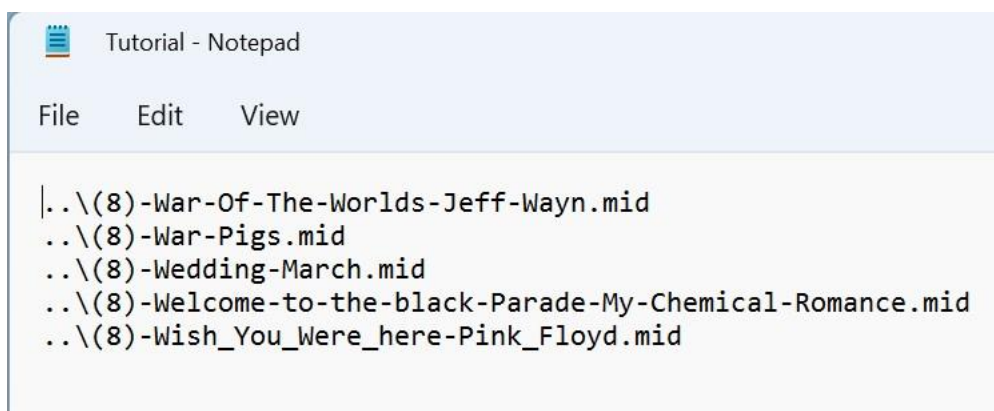 Tutorial - Notepad
File Edit View
..\(8)-War-Of-The-Worlds-Jeff-Wayn.mid
..\(8)-War-Pigs.mid
..\(8)-Wedding-March.mid
..\(8)-Welcome-to-the-black-Parade-My-Chemical-Romance.mid
..\(8)-Wish_You_Were_here-Pink_Floyd.mid